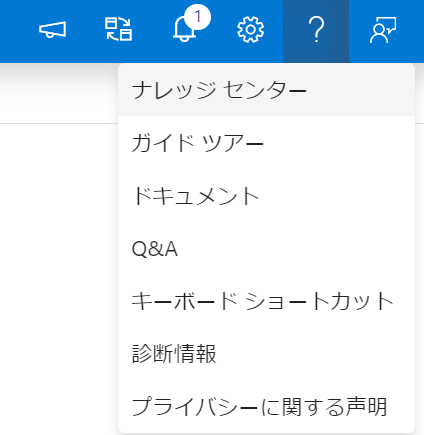 1
?
ナレッジ センター
ガイド ツアー
ドキュメント
Q&A
キーボード ショートカット
診断情報
プライバシーに関する声明